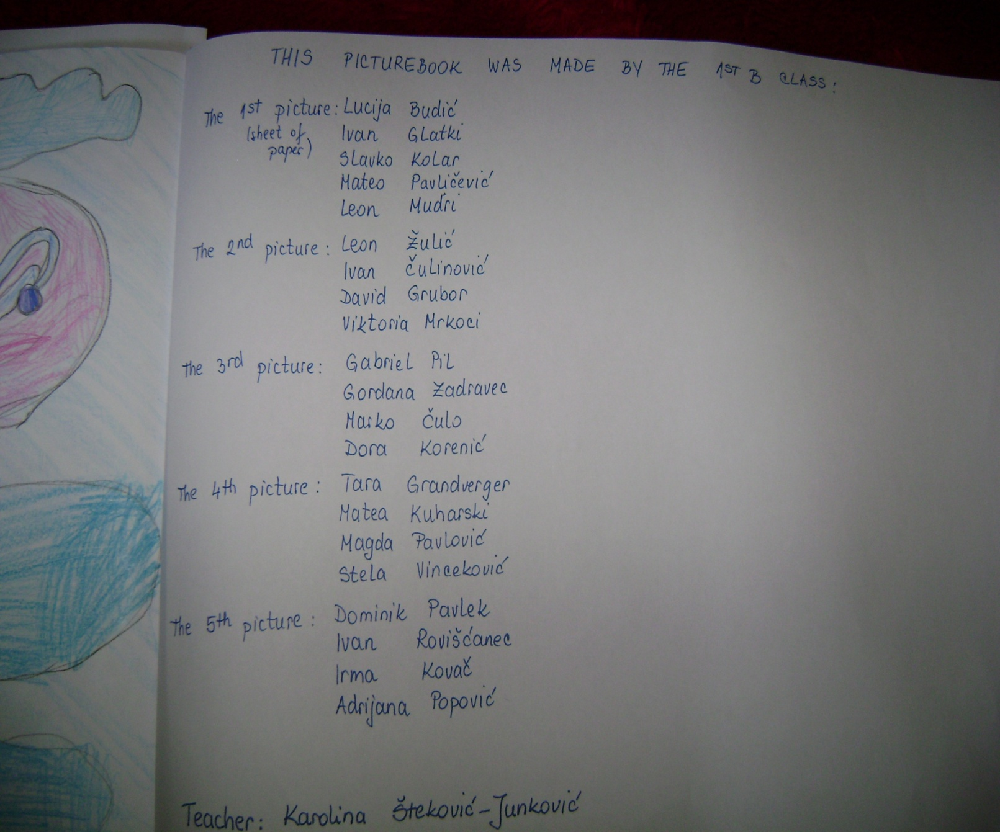 THIS PICTUREBOOK WAS MADE BY THE 1ST B CLASS:
The 1st picture: Lucija Budić
(sheet of Ivan Glatki
paper) Slavko Kolar
Mateo Pavličević
Leon Mudri
The 2nd picture: Leon Žulić
Ivan Čulinović
David Grubor
Viktoria Mrkoci
The 3rd picture: Gabriel Pil
Gordana Zadravec
Marko Čulo
Dora Korenić
The 4th picture: Tara Grandverger
Matea Kuharski
Magda Pavlović
Stela Vinceković
The 5th picture: Dominik Pavlek
Ivan Rovišćanec
Irma Kovač
Adrijana Popović
Teacher: Karolina Šteković-Junković